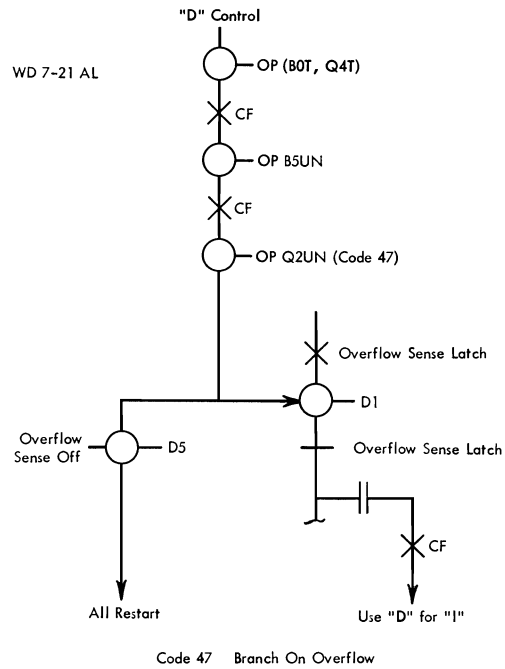 "D" Control
OP (B0T, Q4T)
WD 7-21 AL
CF
OP B5UN
CF
OP Q2UN (Code 47)
Overflow Sense Latch
D1
Overflow
Sense Off
D5
Overflow Sense Latch
CF
All Restart
Use "D" for "I"
Code 47 Branch On Overflow